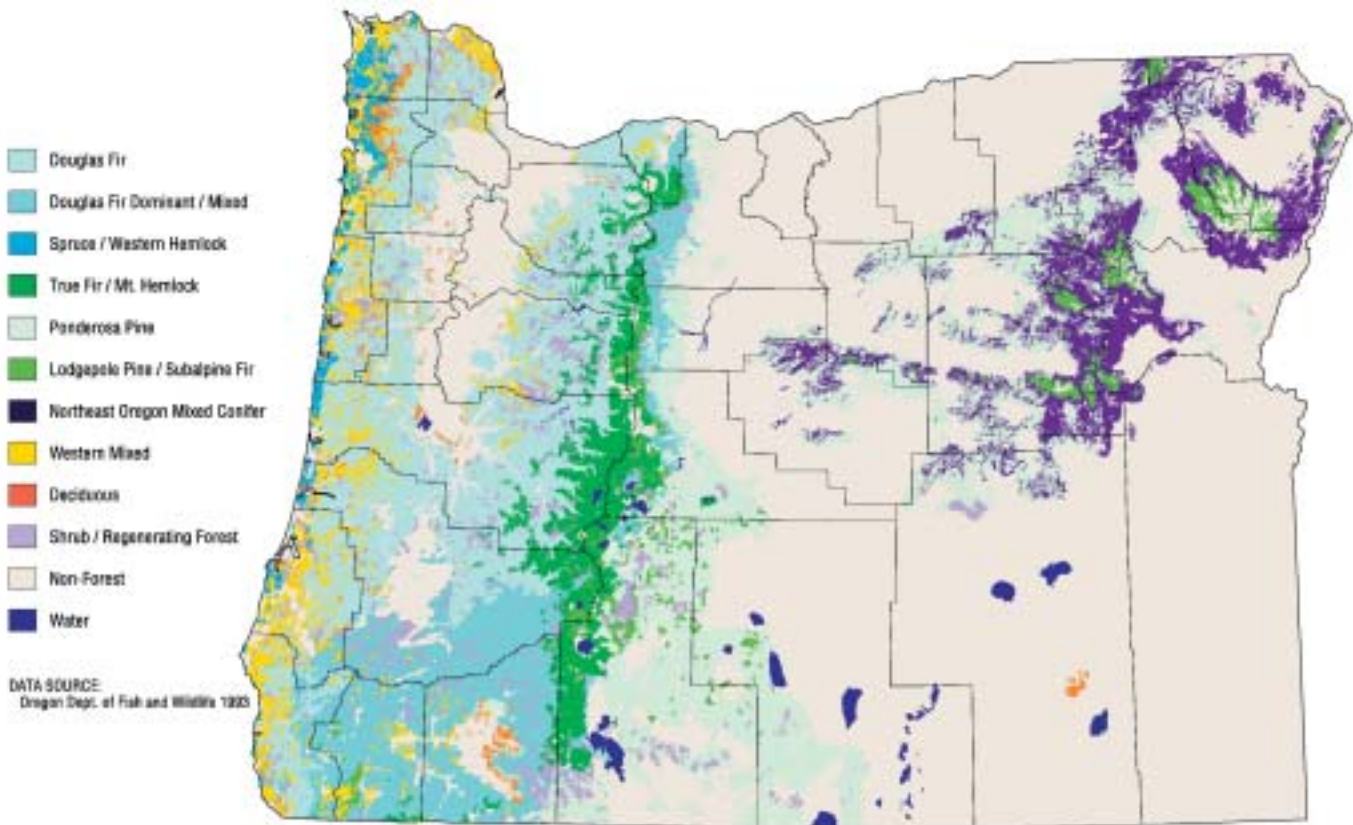 Douglas Fir
Douglas Fir Dominant / Mixed
Spruce / Western Hemlock
True Fir / Mt. Hemlock
Ponderosa Pine
Lodgepole Pine / Subalpine Fir
Northeast Oregon Mixed Conifer
Western Mixed
Deciduous
Shrub / Regenerating Forest
Non-Forest
Water
DATA SOURCE:
Oregon Dept. of Fish and Wildlife 1993